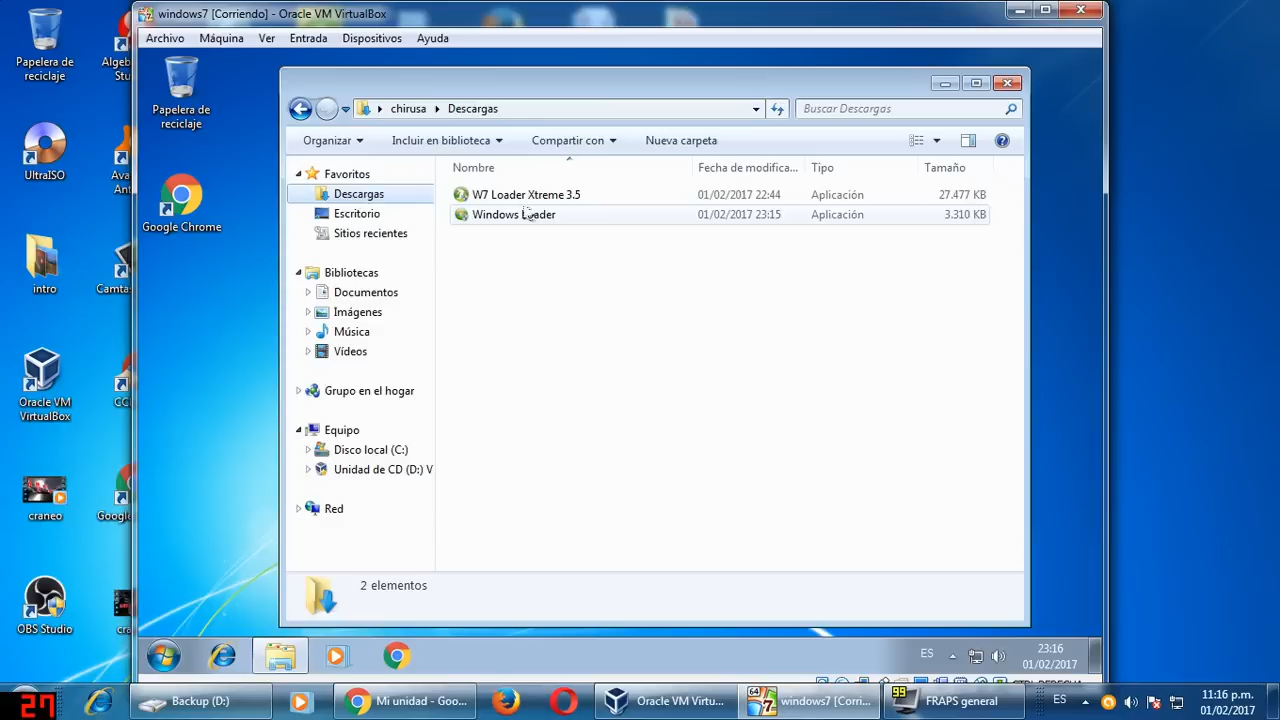 windows7 [Corriendo] - Oracle VM VirtualBox
Archivo Máquina Ver Entrada Dispositivos Ayuda
Papelera de reciclaje
UltraISO
intro
Oracle VM VirtualBox
craneo
OBS Studio
Papelera de reciclaje
Google Chrome
chirusa Descargas
Buscar Descargas
Organizar Incluir en biblioteca Compartir con Nueva carpeta
Favoritos
Descargas
Escritorio
Sitios recientes
Bibliotecas
Documentos
Imágenes
Música
Vídeos
Grupo en el hogar
Equipo
Disco local (C:)
Unidad de CD (D:) V
Red
Nombre Fecha de modifica... Tipo Tamaño
W7 Loader Xtreme 3.5 01/02/2017 22:44 Aplicación 27.477 KB
Windows Loader 01/02/2017 23:15 Aplicación 3.310 KB
2 elementos
ES
23:16
01/02/2017
27
Backup (D:)
Mi unidad - Goo...
Oracle VM Virtu...
64
windows7 [Corri...
99
FRAPS general
ES
11:16 p.m.
01/02/2017